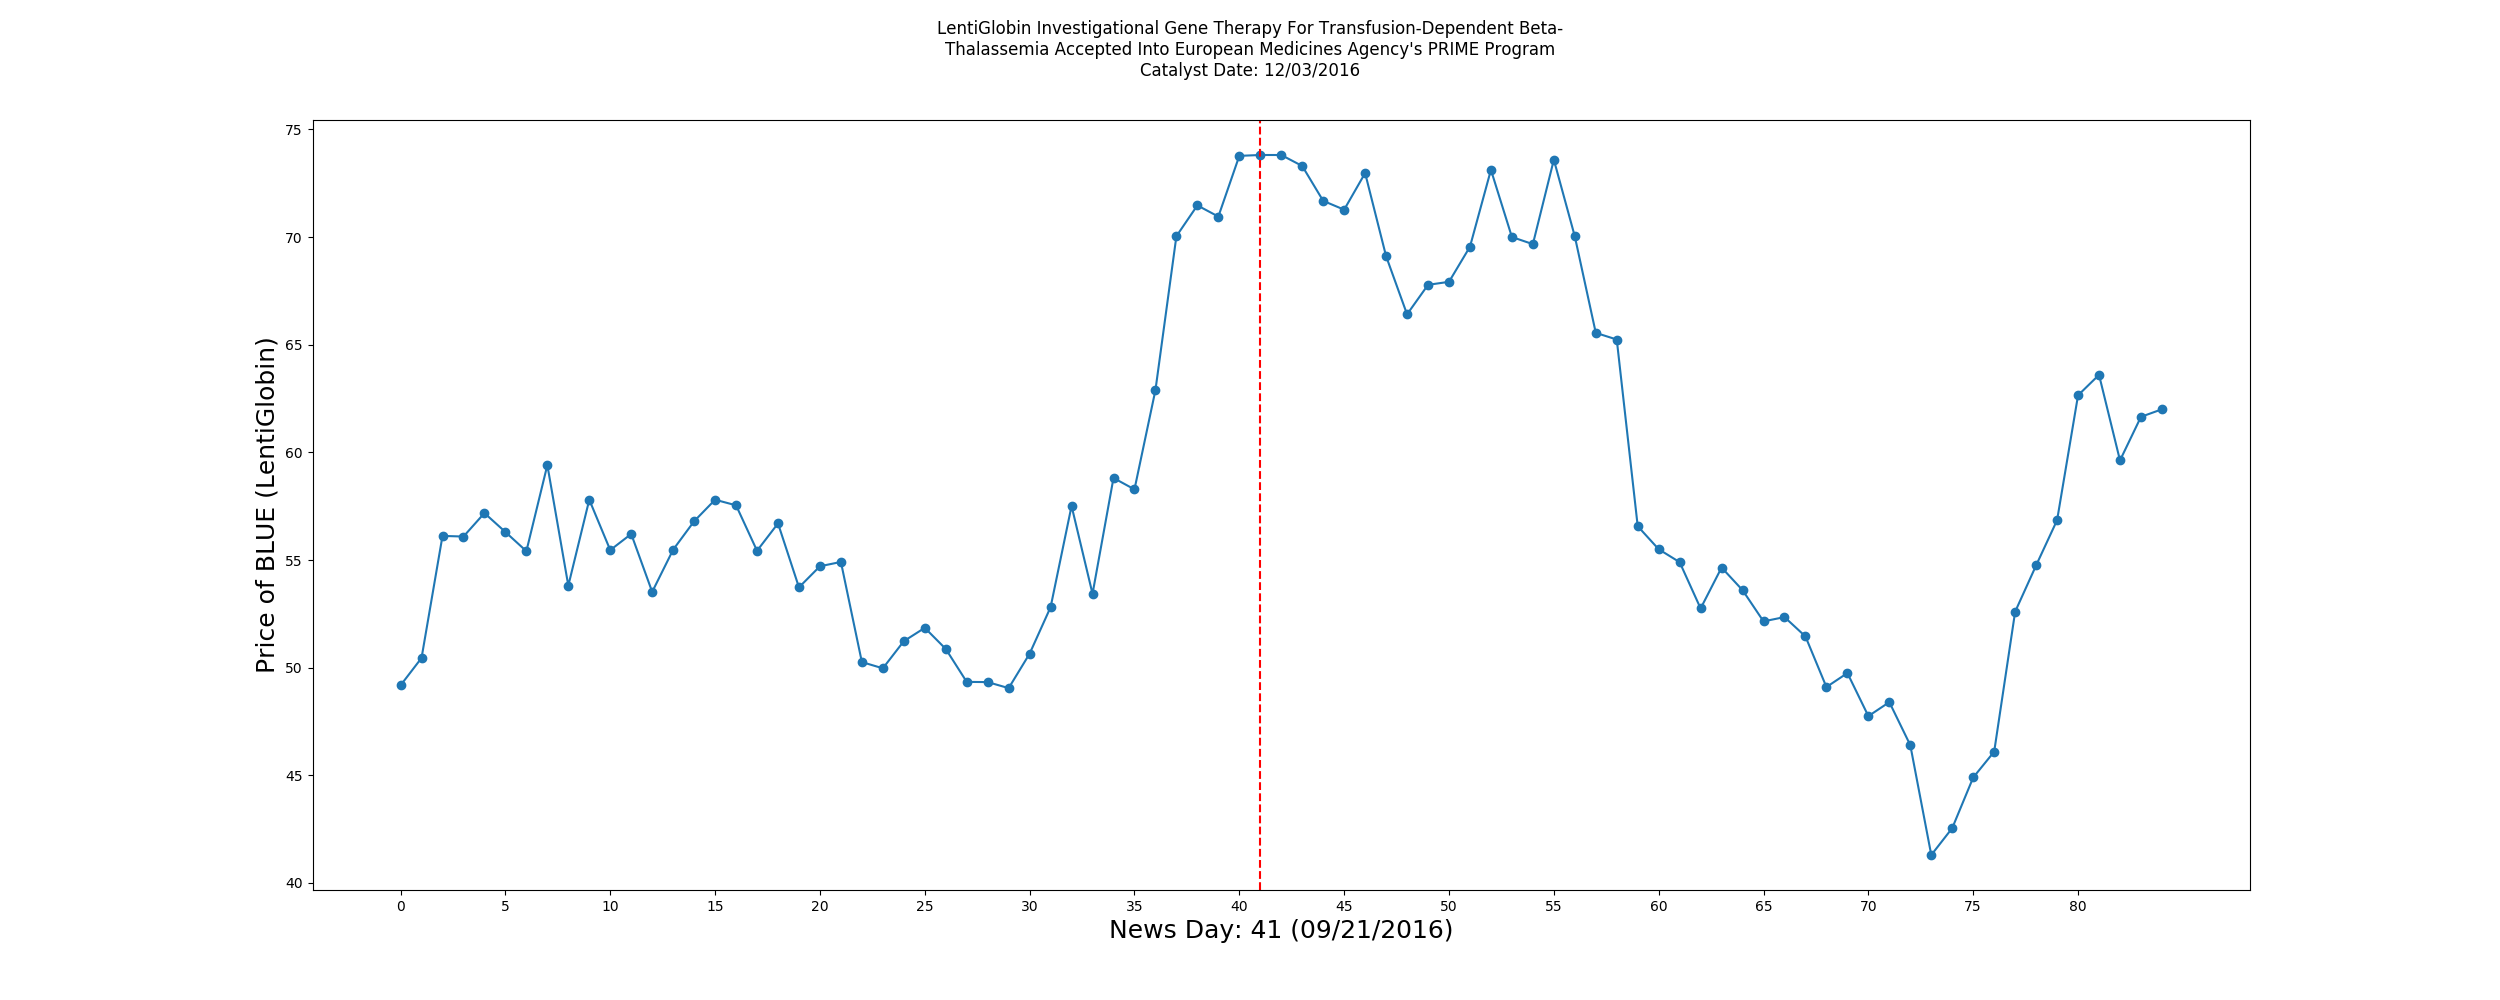 LentiGlobin Investigational Gene Therapy For Transfusion-Dependent Beta-
Thalassemia Accepted Into European Medicines Agency's PRIME Program
Catalyst Date: 12/03/2016
75
70
65
60
55
50
45
40
Price of BLUE (LentiGlobin)
0 5 10 15 20 25 30 35 40 45 50 55 60 65 70 75 80
News Day: 41 (09/21/2016)